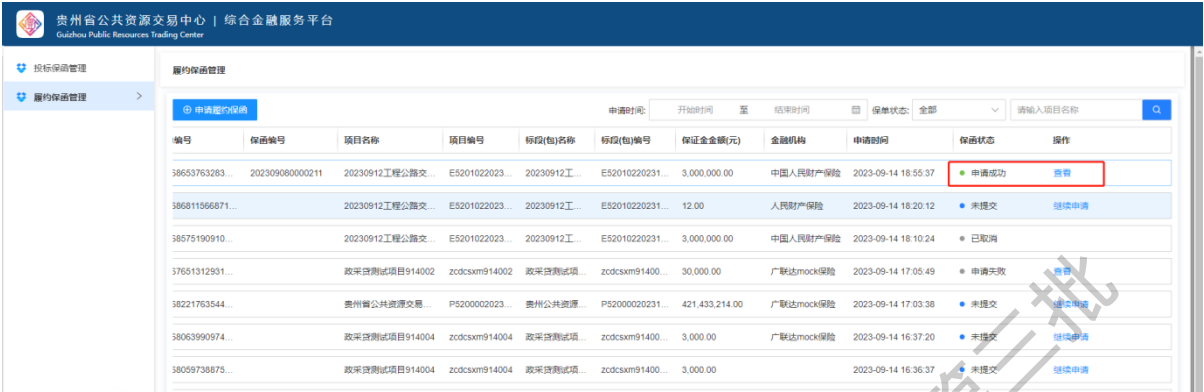 贵州省公共资源交易中心 | 综合金融服务平台
Guizhou Public Resources Trading Center
投标保函管理
履约保函管理 >
履约保函管理
申请履约保函 申请时间: 开始时间 至 结束时间 保单状态: 全部 请输入项目名称
编号 保函编号 项目名称 项目编号 标段(包)名称 标段(包)编号 保证金金额(元) 金融机构 申请时间 保函状态 操作
58653763283... 202309080000211 20230912工程公路交... E5201022023... 20230912工... E52010220231... 3,000,000.00 中国人民财产保险 2023-09-14 18:55:37 申请成功 查看
586811566871... 20230912工程公路交... E5201022023... 20230912工... E52010220231... 12.00 人民财产保险 2023-09-14 18:20:12 未提交 继续申请
58575190910... 20230912工程公路交... E5201022023... 20230912工... E52010220231... 3,000,000.00 中国人民财产保险 2023-09-14 18:10:24 已取消
57651312931... 政采贷测试项目914002 zcdcsxm914002 政采贷测试项... zcdcsxm91400... 30,000.00 广联达mock保险 2023-09-14 17:05:49 申请失败 查看
58221763544... 贵州省公共资源交易... P5200002023... 贵州公共资源... P52000020231... 421,433,214.00 广联达mock保险 2023-09-14 17:03:38 未提交 继续申请
58063990974... 政采贷测试项目914004 zcdcsxm914004 政采贷测试项... zcdcsxm91400... 3,000.00 广联达mock保险 2023-09-14 16:37:20 未提交 继续申请
58059738875... 政采贷测试项目914004 zcdcsxm914004 政采贷测试项... zcdcsxm91400... 3,000.00 2023-09-14 16:36:37 未提交 继续申请
三批